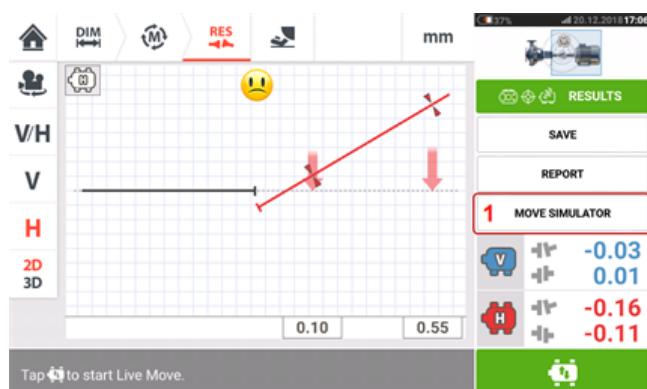 DIM
M
RES
mm
37%
20.12.2018 17:06
RESULTS
SAVE
V/H
V
H
2D
3D
REPORT
1 MOVE SIMULATOR
V
-0.03
0.01
H
-0.16
-0.11
0.10
0.55
Tap to start Live Move.